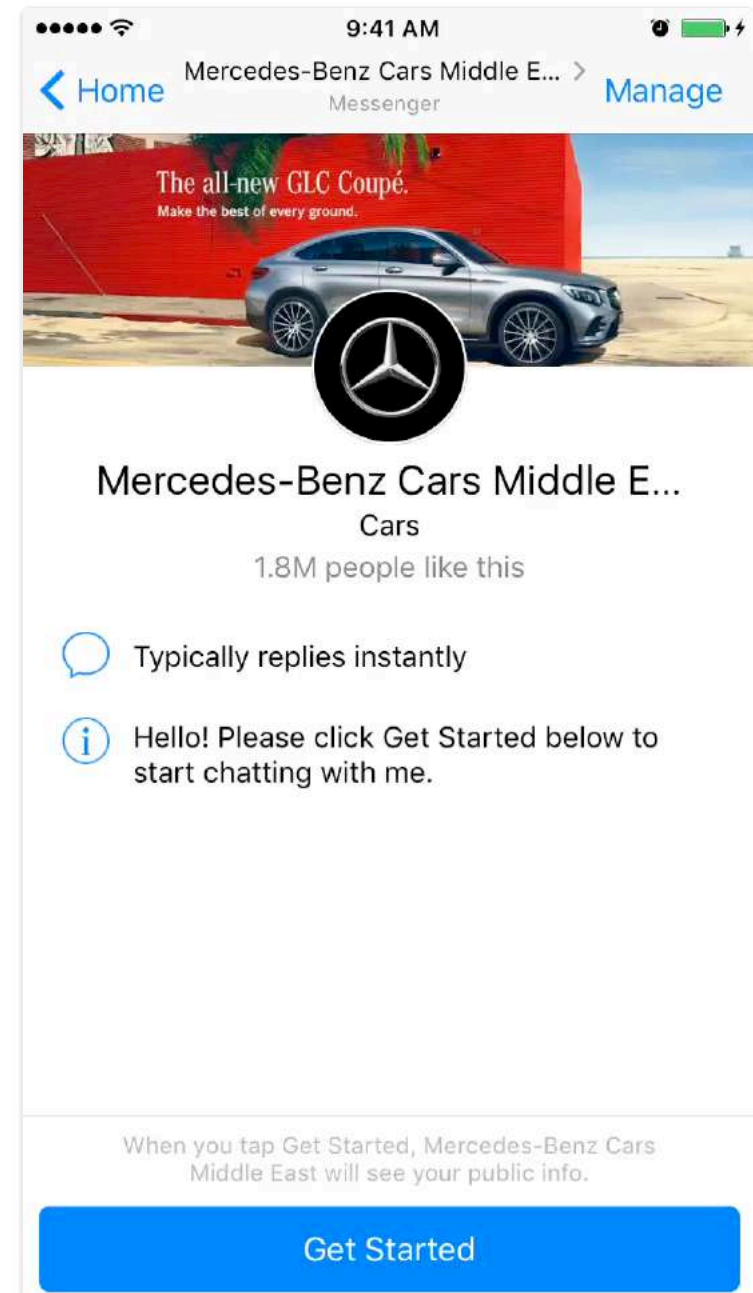 9:41 AM
Home
Mercedes-Benz Cars Middle E...
Messenger
Manage
The all-new GLC Coupé.
Make the best of every ground.
Mercedes-Benz Cars Middle E...
Cars
1.8M people like this
Typically replies instantly
Hello! Please click Get Started below to
start chatting with me.
When you tap Get Started, Mercedes-Benz Cars
Middle East will see your public info.
Get Started